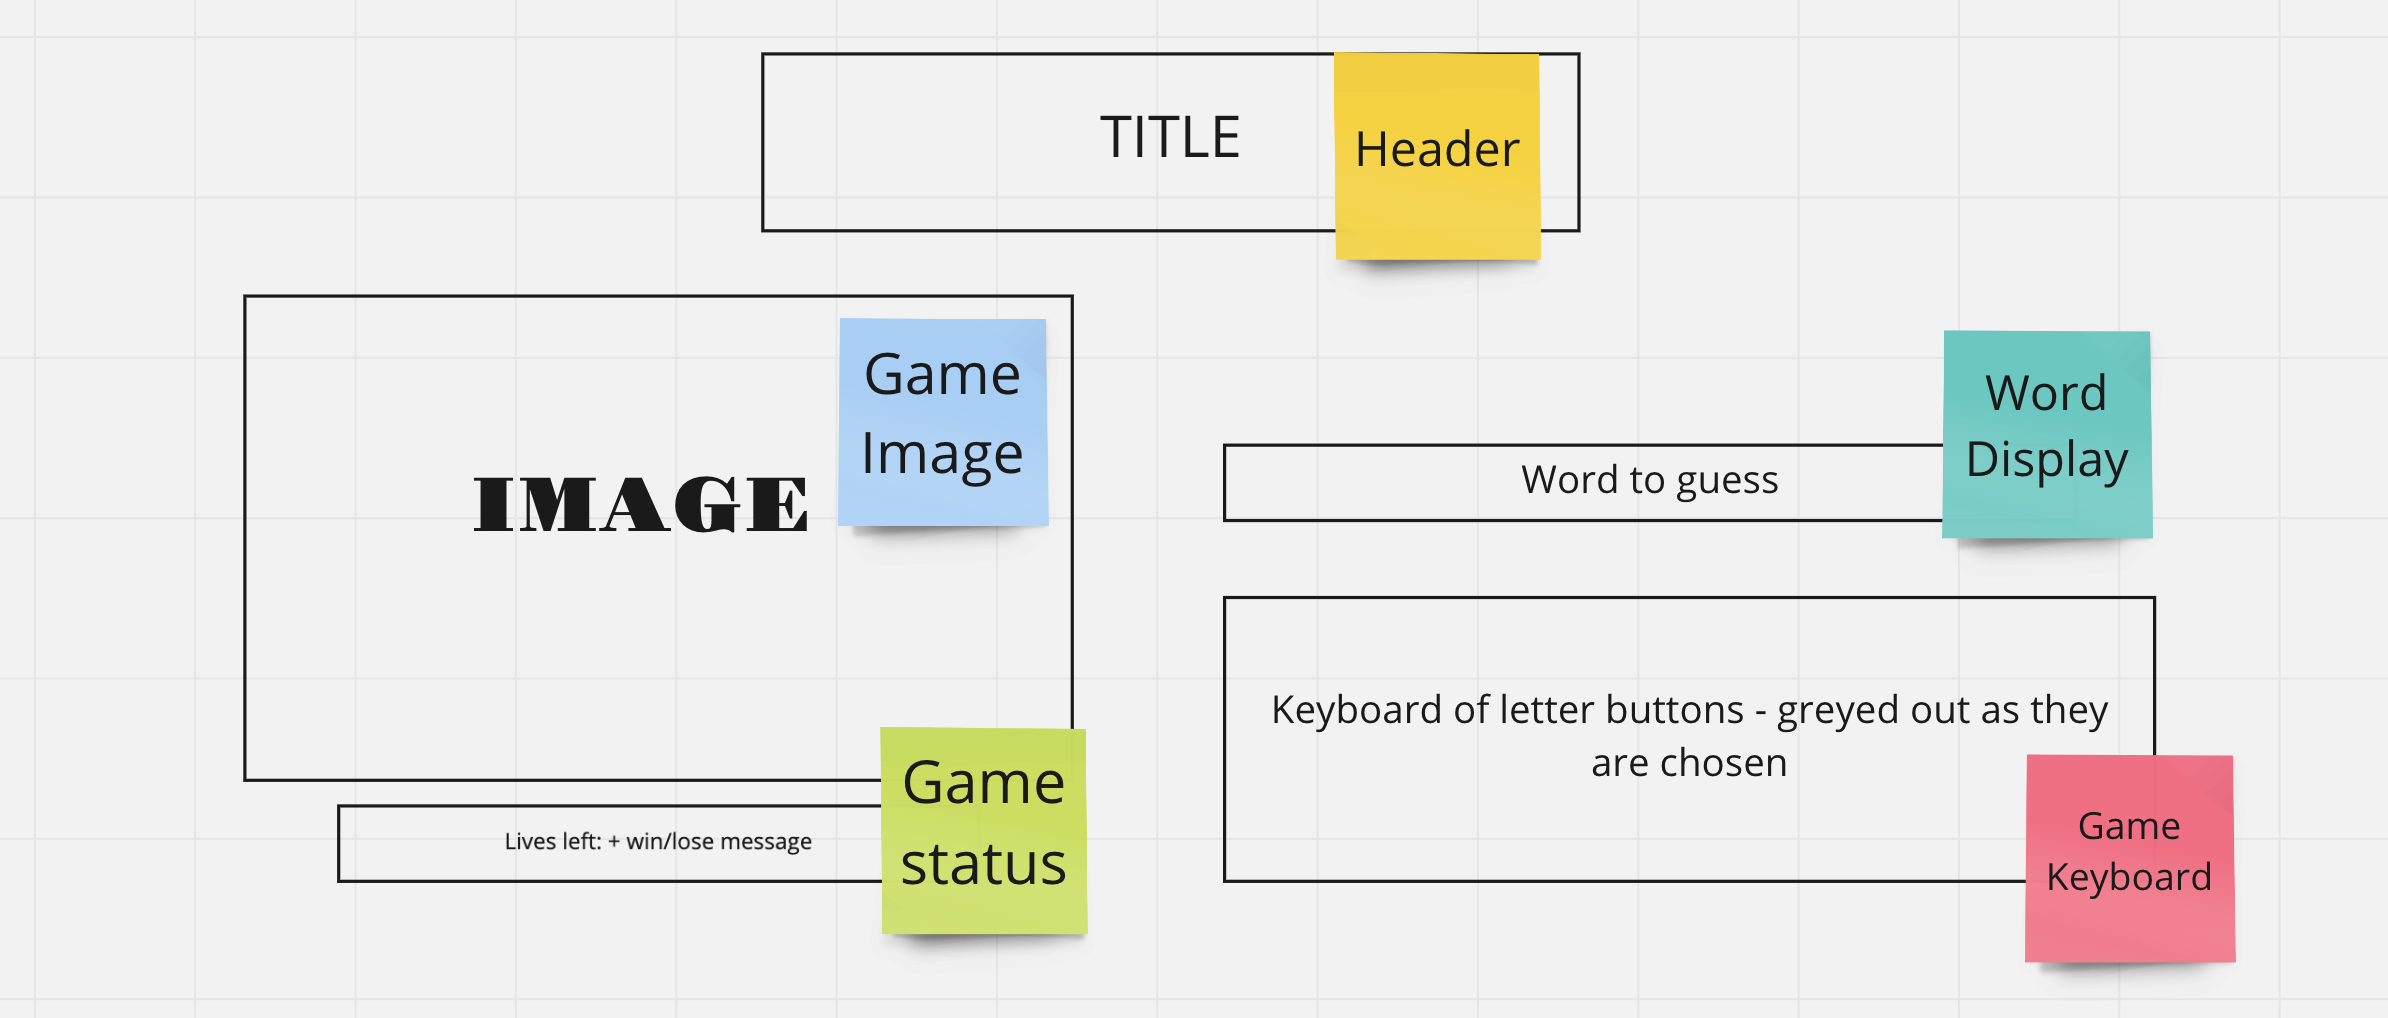 TITLE
Header
Game
Image
IMAGE
Word
Display
Word to guess
Keyboard of letter buttons - greyed out as they
are chosen
Game
status
Lives left: + win/lose message
Game
Keyboard